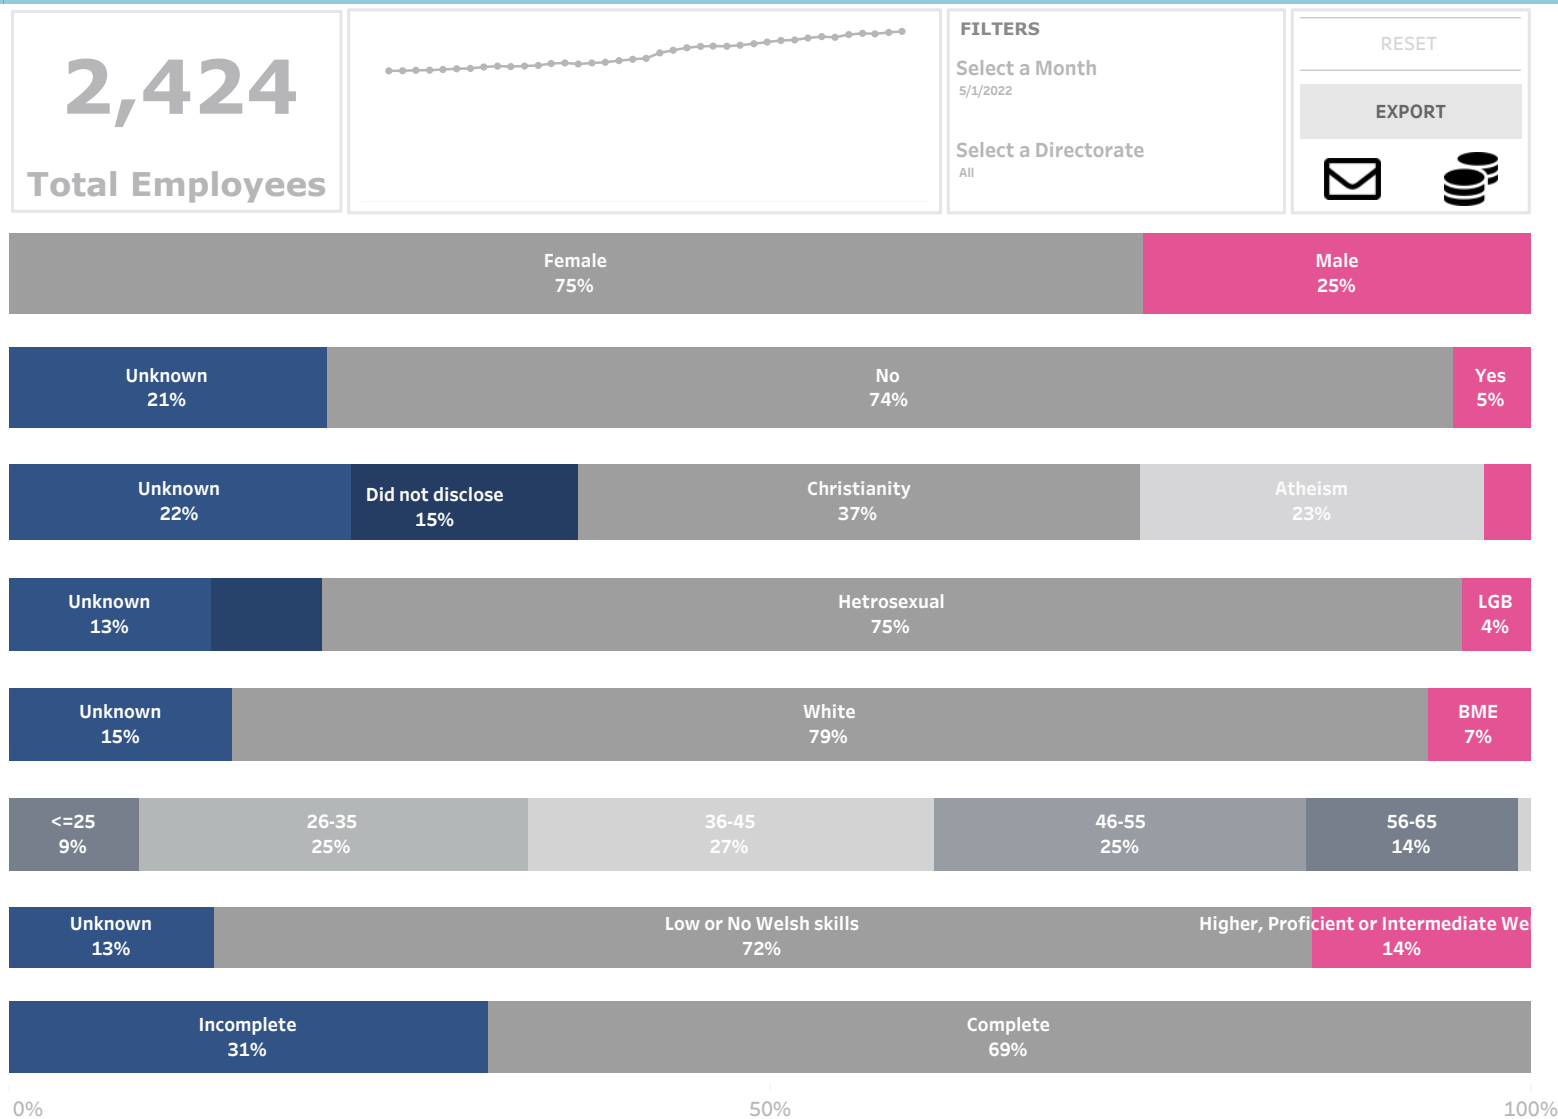 2,424
Total Employees
FILTERS
Select a Month
5/1/2022
Select a Directorate
All
RESET
EXPORT
Female
75%
Male
25%
Unknown
21%
No
74%
Yes
5%
Unknown
22%
Did not disclose
15%
Christianity
37%
Atheism
23%
Unknown
13%
Hetrosexual
75%
LGB
4%
Unknown
15%
White
79%
BME
7%
<=25
9%
26-35
25%
36-45
27%
46-55
25%
56-65
14%
Unknown
13%
Low or No Welsh skills
72%
Higher, Proficient or Intermediate We
14%
Incomplete
31%
Complete
69%
0%
50%
100%